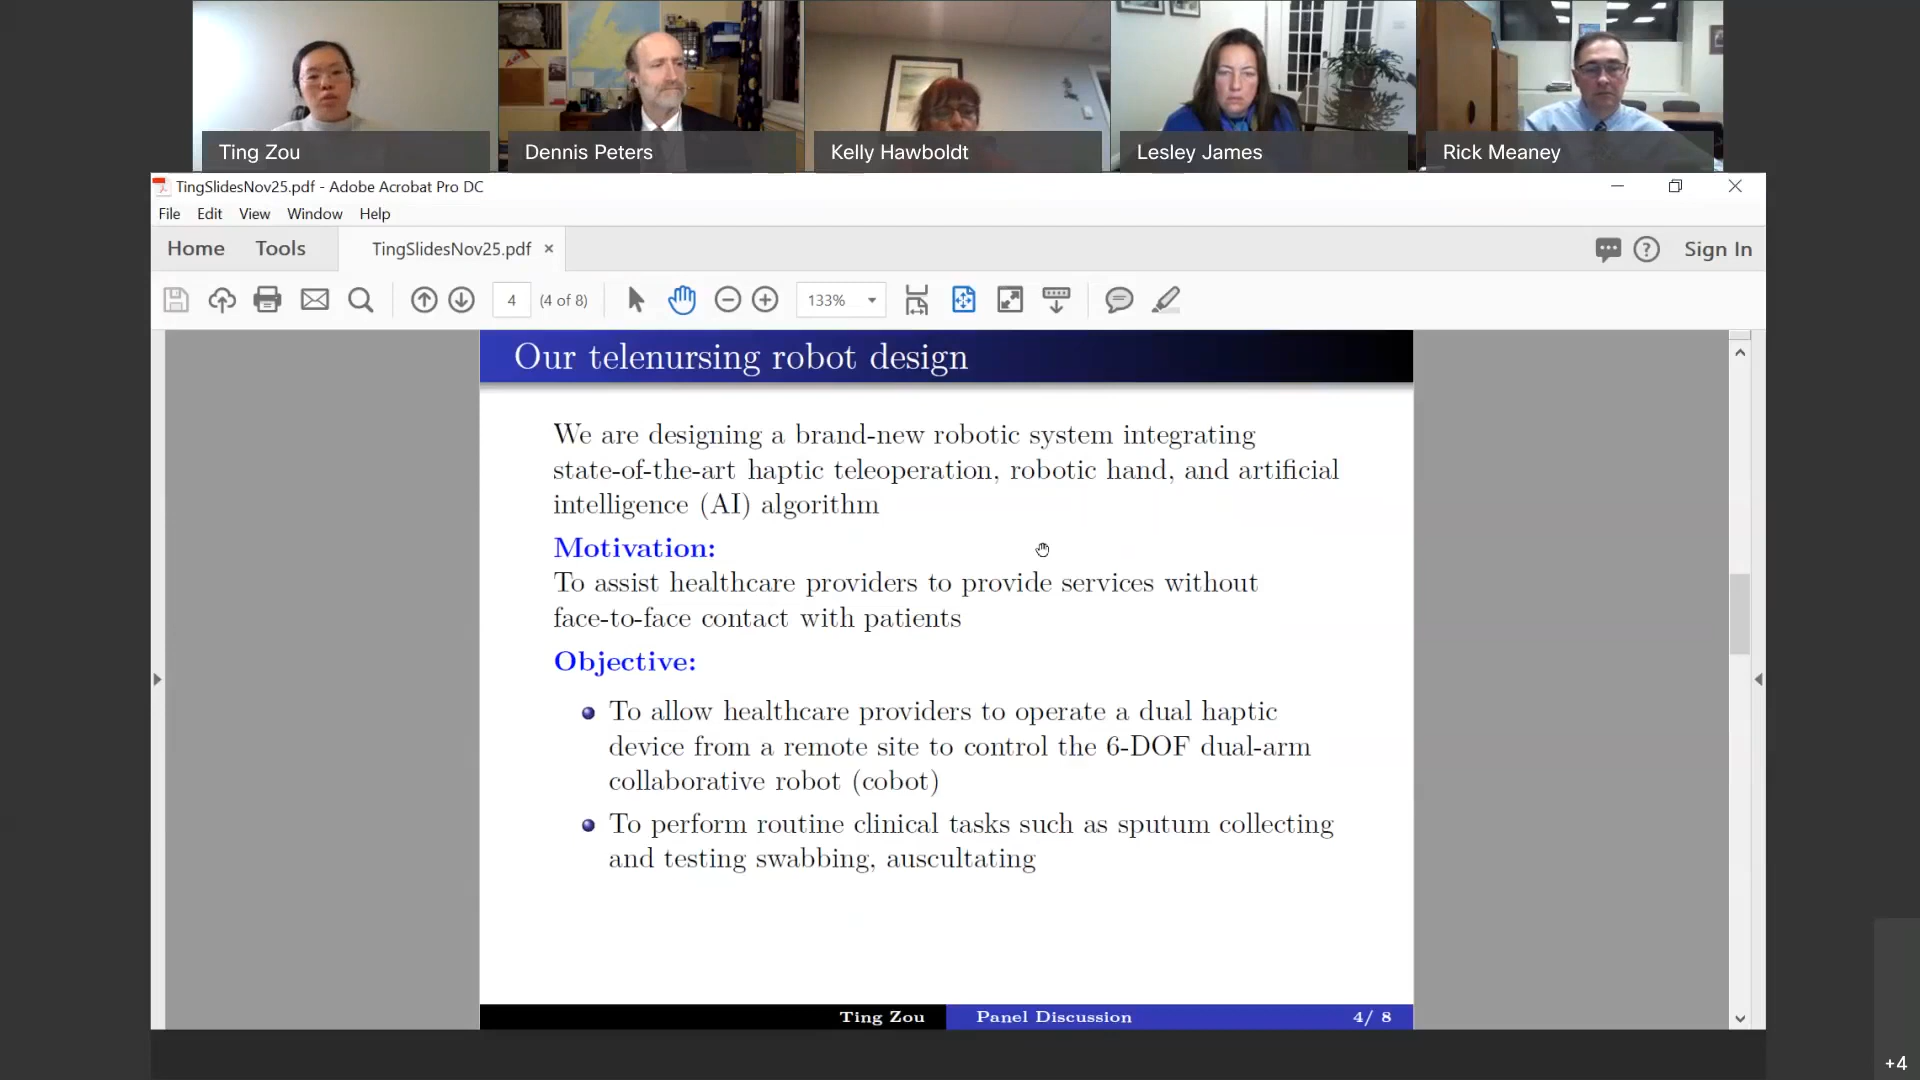 Ting Zou
Dennis Peters
Kelly Hawboldt
Lesley James
Rick Meaney
TingSlidesNov25.pdf - Adobe Acrobat Pro DC
File Edit View Window Help
Home Tools TingSlidesNov25.pdf × Sign In
4 (4 of 8) 133%
Our telenursing robot design
We are designing a brand-new robotic system integrating
state-of-the-art haptic teleoperation, robotic hand, and artificial
intelligence (AI) algorithm
Motivation:
To assist healthcare providers to provide services without
face-to-face contact with patients
Objective:
To allow healthcare providers to operate a dual haptic
device from a remote site to control the 6-DOF dual-arm
collaborative robot (cobot)
To perform routine clinical tasks such as sputum collecting
and testing swabbing, auscultating
Ting Zou Panel Discussion 4/ 8
+4